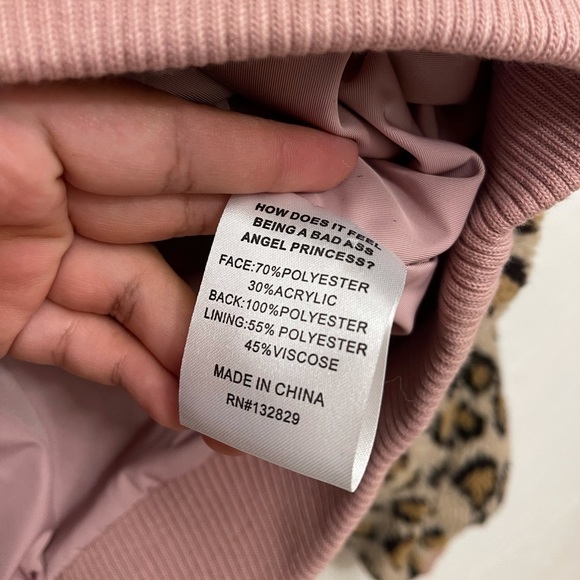 HOW DOES IT FEEL
BEING A BAD ASS
ANGEL PRINCESS?
FACE:70%POLYESTER
30%ACRYLIC
BACK:100%POLYESTER
LINING:55% POLYESTER
45%VISCOSE
MADE IN CHINA
RN#132829